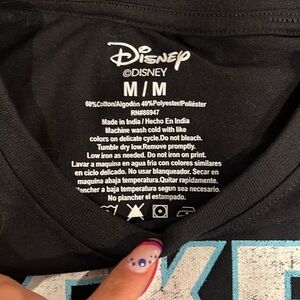 Disney
©DISNEY
M / M
60%Cotton/Algodón 40%Polyester/Poliéster
RN#86947
Made in India / Hecho En India
Machine wash cold with like
colors on delicate cycle.Do not bleach.
Tumble dry low.Remove promptly.
Low iron as needed. Do not iron on print.
Lavar a maquina en agua fria con colores similares
en ciclo delicado. No usar blanqueador. Secar en
maquina abaja temperatura. Quitar rapidamente.
Planchar a baja temperatura según sea necesario.
No planchar el estampado.